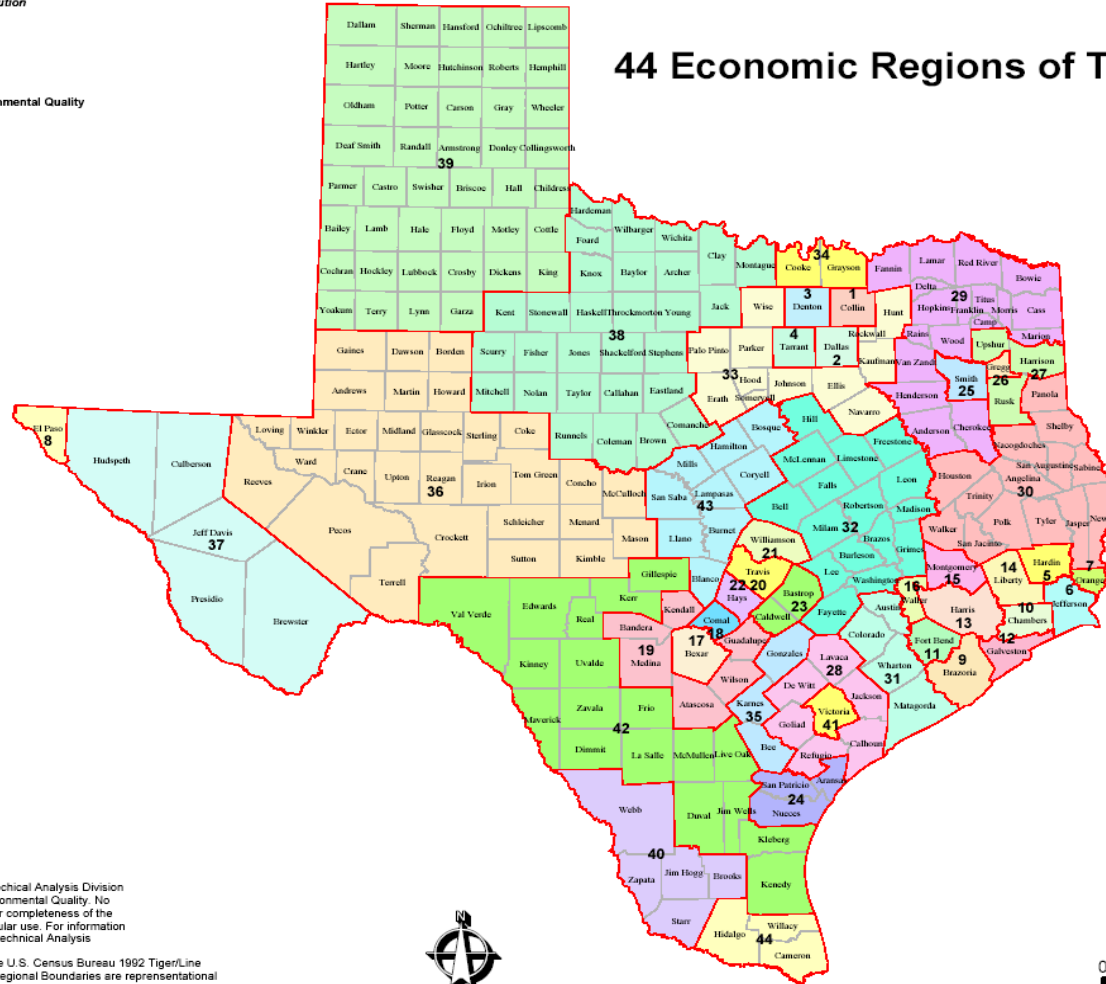 ution
44 Economic Regions of T
nmental Quality
Dallam Sherman Hansford Ochiltree Lipscomb
Hartley Moore Hutchinson Roberts Hemphill
Oldham Potter Carson Gray Wheeler
Deaf Smith Randall Armstrong Donley Collingsworth
39
Parmer Castro Swisher Briscoe Hall Childress
Bailey Lamb Hale Floyd Motley Cottle
Cochran Hockley Lubbock Crosby Dickens King
Yoakum Terry Lynn Garza
Hardeman
Foard Wilbarger Wichita
Knox Baylor Archer Clay Montague
Kent Stonewall Haskell Throckmorton Young Jack
38
Scurry Fisher Jones Shackelford Stephens
Mitchell Nolan Taylor Callahan Eastland
Runnels Coleman Brown Comanche
34
Cooke Grayson
Fannin Lamar Red River Bowie
Delta
29
Hopkins Franklin Titus Morris Cass
Camp
Marion
Rains Wood Upshur
Van Zandt
Henderson
Anderson Cherokee
Smith
25
Gregg
26
Harrison
27
Rusk
Panola
Shelby
Wise
3
Denton
1
Collin
Hunt
Rockwall
4
Tarrant
Dallas
2
Kaufman
Palo Pinto Parker
33
Hood Johnson Ellis
Erath Somervell Navarro
Gaines Dawson Borden
Andrews Martin Howard
Loving Winkler Ector Midland Glasscock Sterling Coke
Ward Crane Upton Reagan Irion Tom Green Concho
36
Reeves
McCulloch
Pecos Crockett Schleicher Menard Mason
Terrell Sutton Kimble
El Paso
8
Hudspeth Culberson
Jeff Davis
37
Presidio Brewster
Bosque
Hamilton
Mills Coryell
San Saba Lampasas
43
Llano Burnet
Blanco
Hill
Freestone
McLennan Limestone
Falls Leon
Bell Robertson Madison
Milam 32 Brazos
Burleson Grimes
Lee Washington
Fayette
Nacogdoches
San Augustine Sabine
Houston Angelina
30
Trinity
Polk Tyler Jasper New
Walker
San Jacinto
Williamson
21
Travis
22 20
Hays
Bastrop
23
Caldwell
Montgomery
15
14
Liberty
Hardin
5
7
Orange
6
Jefferson
16
Waller
Harris
13
10
Chambers
12
Galveston
Fort Bend
11
9
Brazoria
Austin
Colorado
Wharton
31
Matagorda
Gillespie
Kerr
Val Verde Edwards Real
Kinney Uvalde
Maverick Zavala Frio
42
Dimmit La Salle McMullen Live Oak
Duval Jim Wells
Kleberg
Kenedy
Kendall
Bandera
19
Medina
17
Bexar
Comal
18
Guadalupe
Wilson
Atascosa
Gonzales
Karnes
35
Bee
Lavaca
28
De Witt
Jackson
Victoria
41
Goliad
Calhoun
Refugio
Aransas
San Patricio
24
Nueces
Webb
40
Zapata Jim Hogg Brooks
Starr
Hidalgo Willacy
44
Cameron
echical Analysis Division
onmental Quality. No
r completeness of the
ular use. For information
echnical Analysis
e U.S. Census Bureau 1992 Tiger/Line
egional Boundaries are reprensentational
N
0